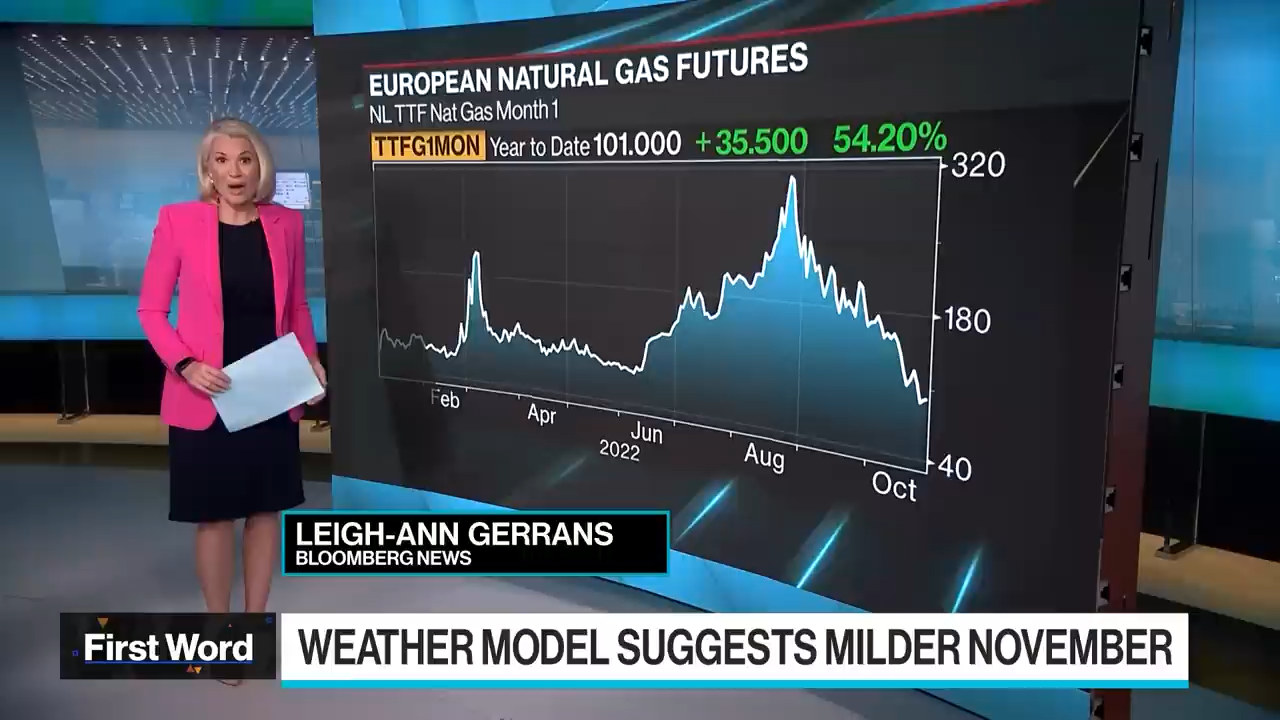 EUROPEAN NATURAL GAS FUTURES
NL TTF Nat Gas Month 1
TTFG1MON Year to Date 101.000 +35.500 54.20%
320
180
40
Feb
Apr
Jun
2022
Aug
Oct
LEIGH-ANN GERRANS
BLOOMBERG NEWS
First Word
WEATHER MODEL SUGGESTS MILDER NOVEMBER